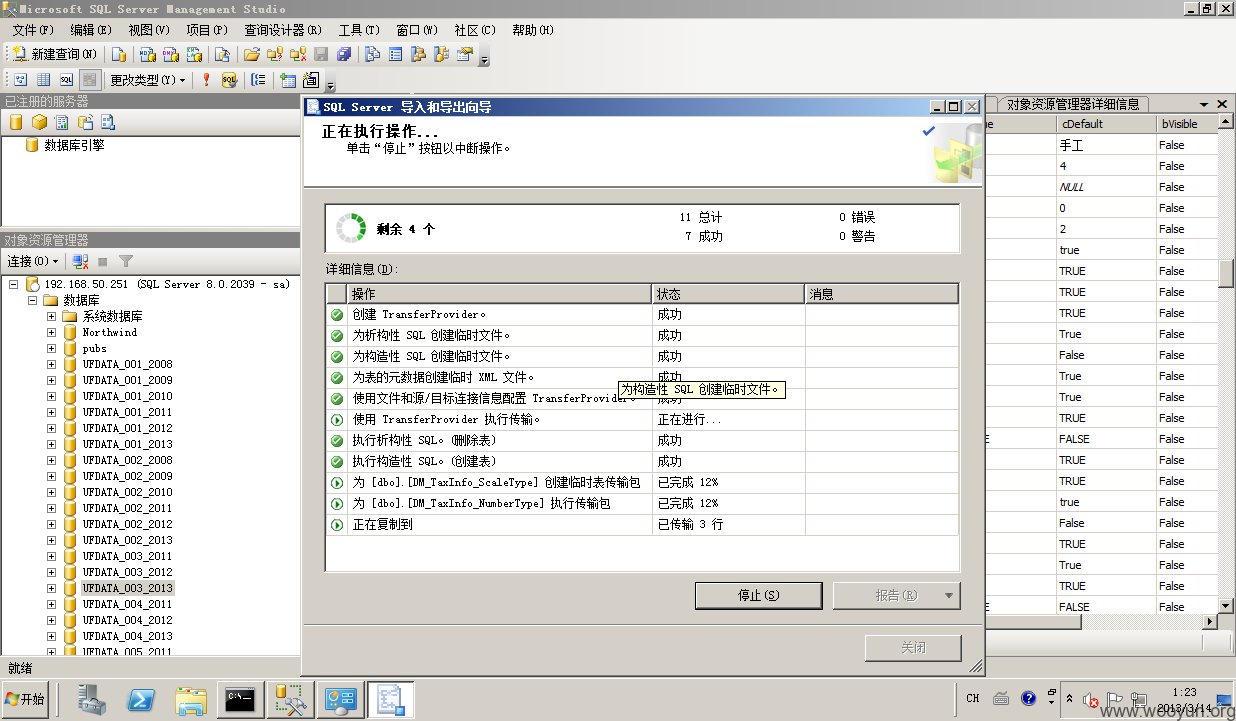 Microsoft SQL Server Management Studio
文件(F) 编辑(E) 视图(V) 项目(P) 查询设计器(R) 工具(T) 窗口(W) 社区(C) 帮助(H)
新建查询(N)
更改类型(Y)
已注册的服务器
数据库引擎
对象资源管理器
连接(O)
192.168.50.251 (SQL Server 8.0.2039 - sa)
数据库
系统数据库
Northwind
pubs
UFDATA_001_2008
UFDATA_001_2009
UFDATA_001_2010
UFDATA_001_2011
UFDATA_001_2012
UFDATA_001_2013
UFDATA_002_2008
UFDATA_002_2009
UFDATA_002_2010
UFDATA_002_2011
UFDATA_002_2012
UFDATA_002_2013
UFDATA_003_2011
UFDATA_003_2012
UFDATA_003_2013
UFDATA_004_2011
UFDATA_004_2012
UFDATA_004_2013
UFDATA_005_2011
SQL Server 导入和导出向导
正在执行操作...
单击“停止”按钮以中断操作。
剩余 4 个
11 总计 0 错误
7 成功 0 警告
详细信息(D):
操作 状态 消息
创建 TransferProvider。 成功
为析构性 SQL 创建临时文件。 成功
为构造性 SQL 创建临时文件。 成功
为表的元数据创建临时 XML 文件。 成功
为构造性 SQL 创建临时文件。
使用文件和源/目标连接信息配置 TransferProvider。 成功
使用 TransferProvider 执行传输。 正在进行...
执行析构性 SQL。(删除表) 成功
执行构造性 SQL。(创建表) 成功
为 [dbo].[DM_TaxInfo_ScaleType] 创建临时表传输包 已完成 12%
为 [dbo].[DM_TaxInfo_NumberType] 执行传输包 已完成 12%
正在复制到 已传输 3 行
停止(S) 报告(R)
关闭
对象资源管理器详细信息
cDefault bVisible
手工 False
4 False
NULL False
0 False
2 False
true False
TRUE False
TRUE False
TRUE False
True False
False False
True False
True False
TRUE False
FALSE False
TRUE False
TRUE False
true False
False False
TRUE False
True False
TRUE False
FALSE False
就绪
开始
CH
1:23
2013/3/14
www.wooyun.org